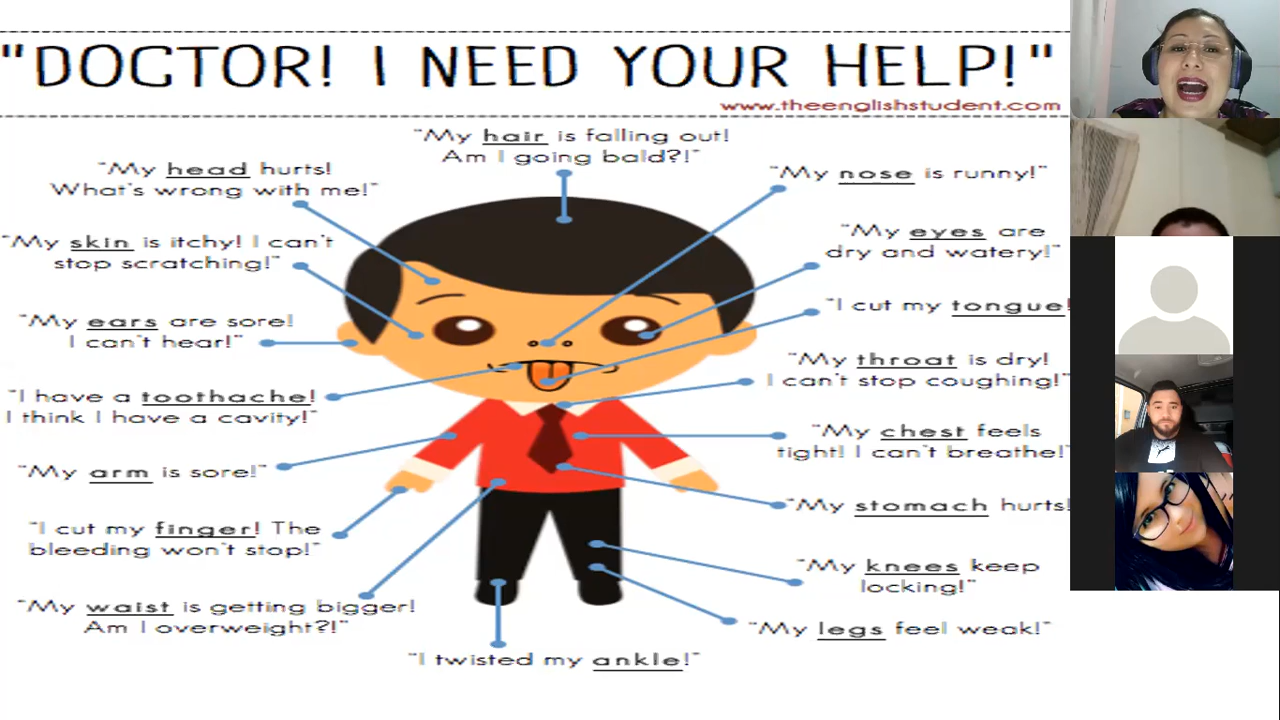 "DOCTOR! I NEED YOUR HELP!"
www.theenglishstudent.com
"My hair is falling out!
Am I going bald?!"
"My head hurts!
What's wrong with me!"
"My nose is runny!"
"My skin is itchy! I can't
stop scratching!"
"My eyes are
dry and watery!"
"I cut my tongue!
"My ears are sore!
I can't hear!"
"My throat is dry!
I can't stop coughing!"
"I have a toothache!
I think I have a cavity!"
"My chest feels
tight! I can't breathe!"
"My arm is sore!"
"My stomach hurts!
"I cut my finger! The
bleeding won't stop!"
"My knees keep
locking!"
"My waist is getting bigger!
Am I overweight?!"
"My legs feel weak!"
"I twisted my ankle!"